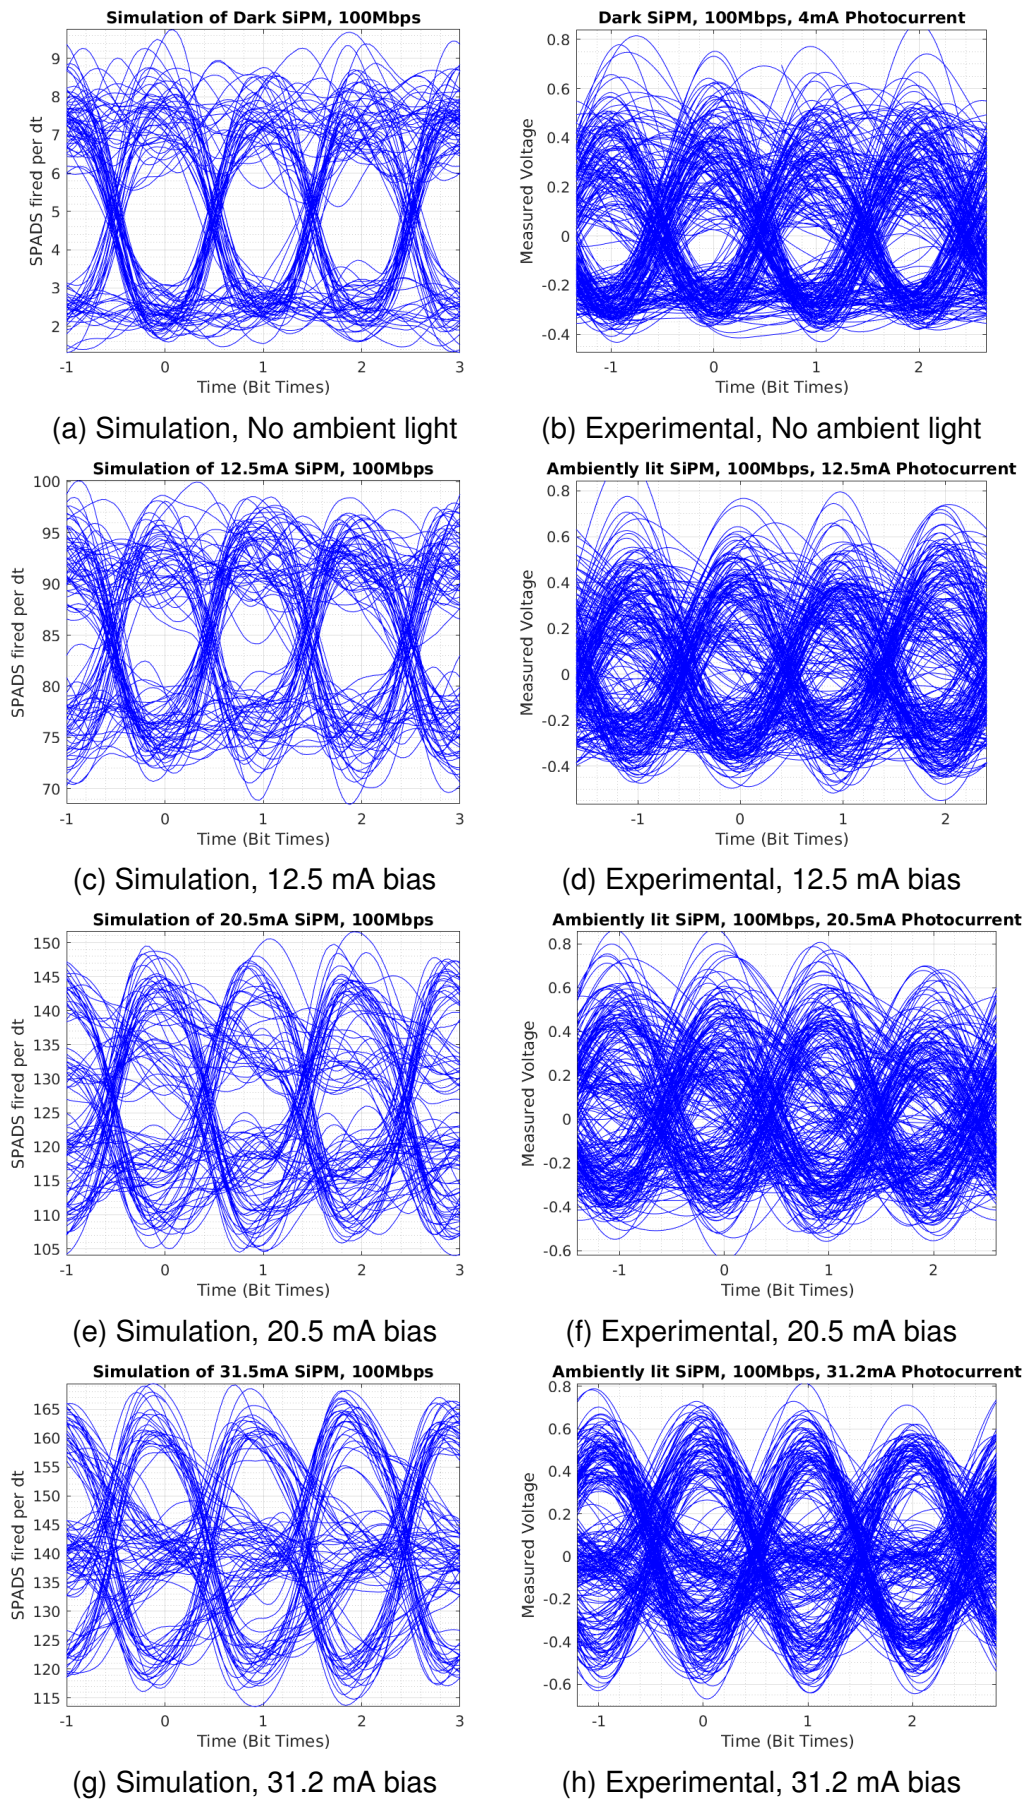 Simulation of Dark SiPM, 100Mbps
SPADS fired per dt
9
8
7
6
5
4
3
2
-1 0 1 2 3
Time (Bit Times)
(a) Simulation, No ambient light
Dark SiPM, 100Mbps, 4mA Photocurrent
Measured Voltage
0.8
0.6
0.4
0.2
0
-0.2
-0.4
-1 0 1 2
Time (Bit Times)
(b) Experimental, No ambient light
Simulation of 12.5mA SiPM, 100Mbps
SPADS fired per dt
100
95
90
85
80
75
70
-1 0 1 2 3
Time (Bit Times)
(c) Simulation, 12.5 mA bias
Ambiently lit SiPM, 100Mbps, 12.5mA Photocurrent
Measured Voltage
0.8
0.6
0.4
0.2
0
-0.2
-0.4
-1 0 1 2
Time (Bit Times)
(d) Experimental, 12.5 mA bias
Simulation of 20.5mA SiPM, 100Mbps
SPADS fired per dt
150
145
140
135
130
125
120
115
110
105
-1 0 1 2 3
Time (Bit Times)
(e) Simulation, 20.5 mA bias
Ambiently lit SiPM, 100Mbps, 20.5mA Photocurrent
Measured Voltage
0.8
0.6
0.4
0.2
0
-0.2
-0.4
-0.6
-1 0 1 2
Time (Bit Times)
(f) Experimental, 20.5 mA bias
Simulation of 31.5mA SiPM, 100Mbps
SPADS fired per dt
165
160
155
150
145
140
135
130
125
120
115
-1 0 1 2 3
Time (Bit Times)
(g) Simulation, 31.2 mA bias
Ambiently lit SiPM, 100Mbps, 31.2mA Photocurrent
Measured Voltage
0.8
0.6
0.4
0.2
0
-0.2
-0.4
-0.6
-1 0 1 2
Time (Bit Times)
(h) Experimental, 31.2 mA bias